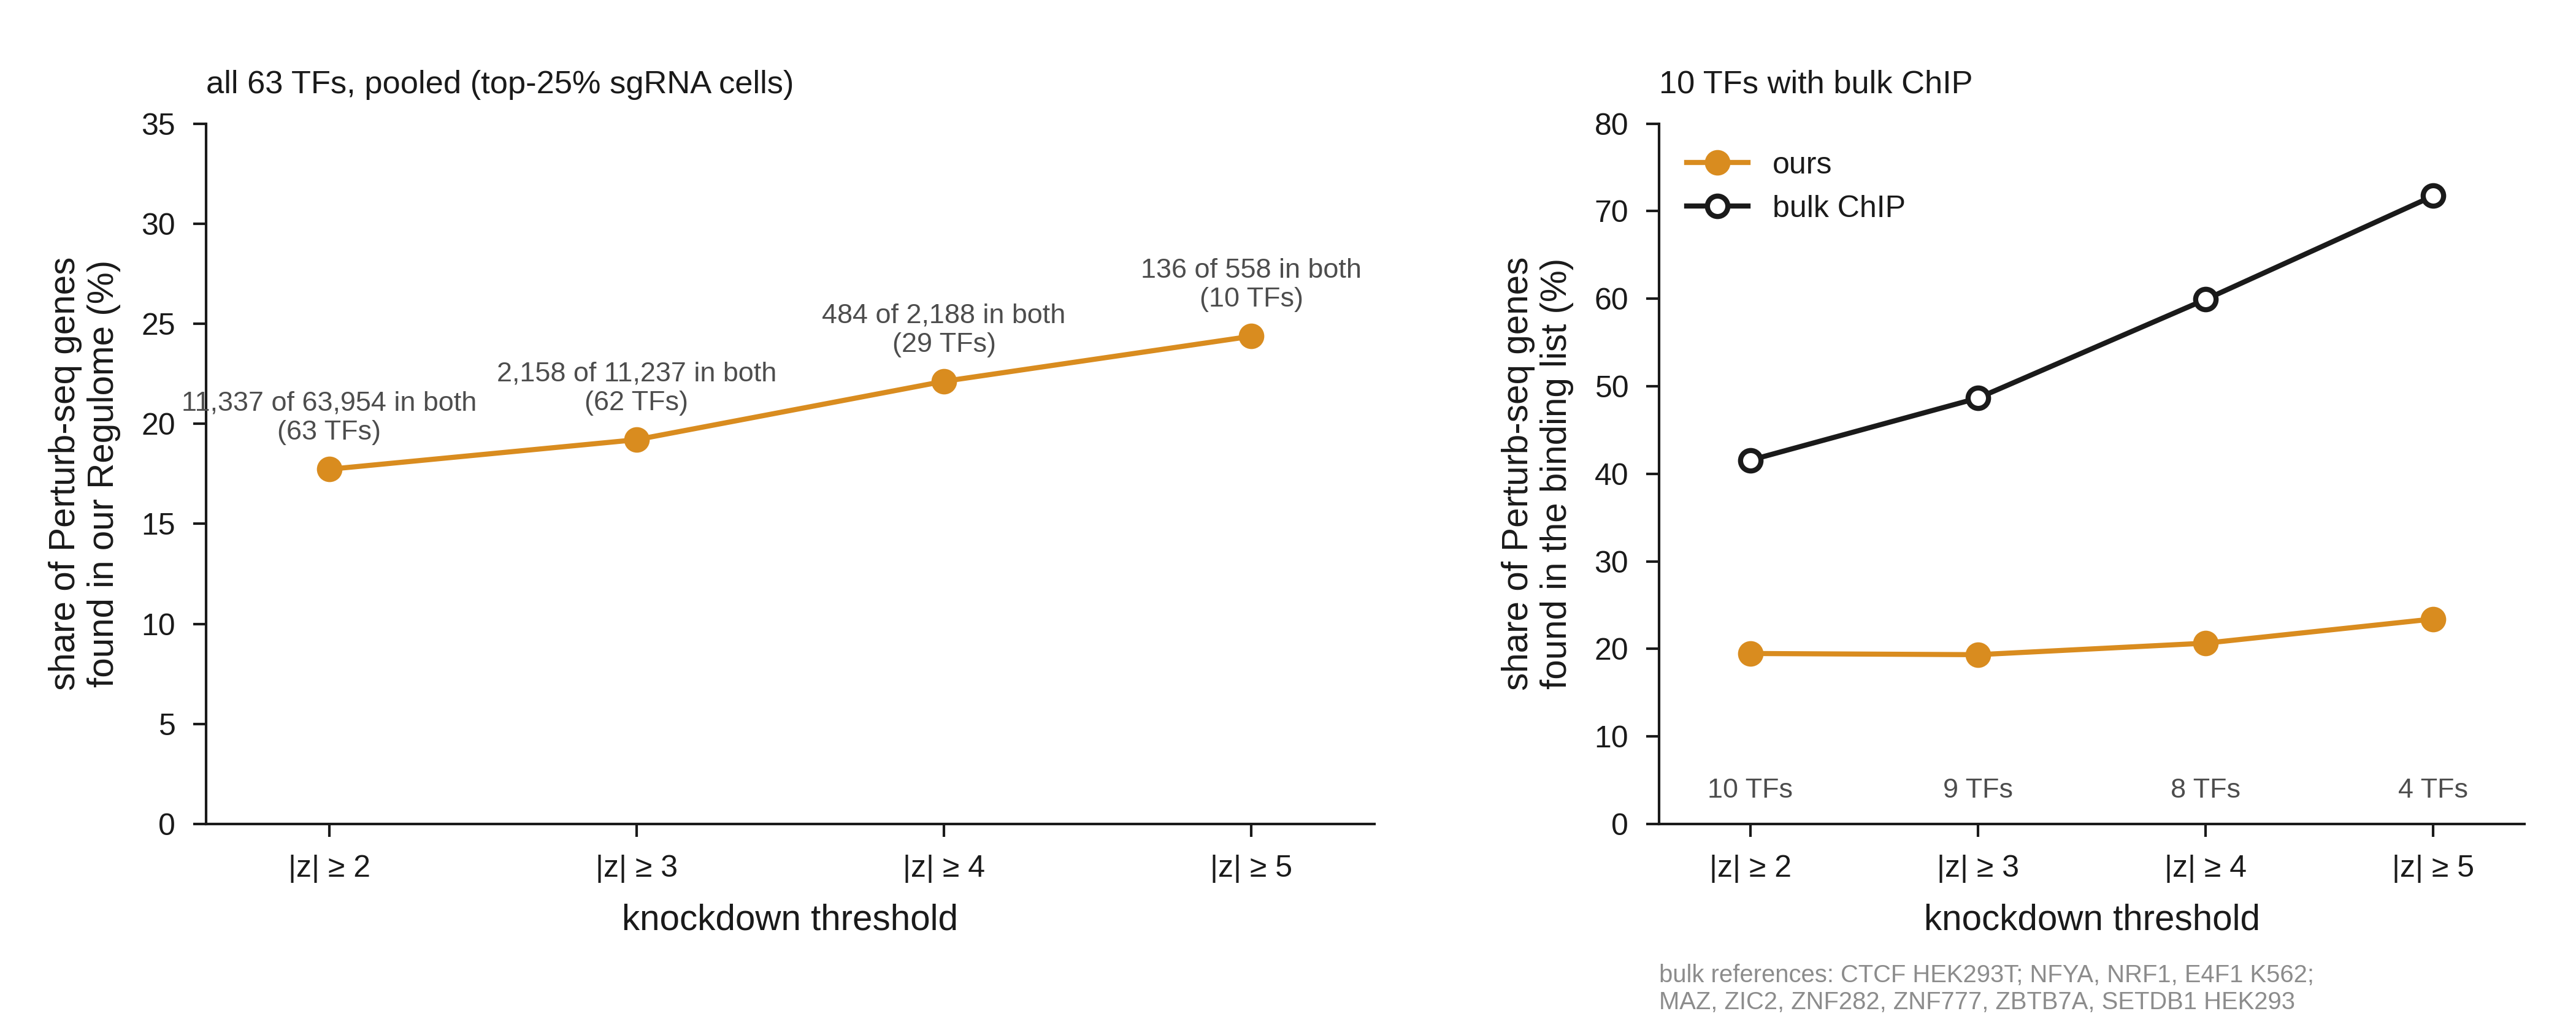 all 63 TFs, pooled (top-25% sgRNA cells)
share of Perturb-seq genes
found in our Regulome (%)
35
30
25
20
15
10
5
0
11,337 of 63,954 in both
(63 TFs)
2,158 of 11,237 in both
(62 TFs)
484 of 2,188 in both
(29 TFs)
136 of 558 in both
(10 TFs)
|z| ≥ 2
|z| ≥ 3
|z| ≥ 4
|z| ≥ 5
knockdown threshold
10 TFs with bulk ChIP
share of Perturb-seq genes
found in the binding list (%)
80
70
60
50
40
30
20
10
0
ours
bulk ChIP
10 TFs
9 TFs
8 TFs
4 TFs
|z| ≥ 2
|z| ≥ 3
|z| ≥ 4
|z| ≥ 5
knockdown threshold
bulk references: CTCF HEK293T; NFYA, NRF1, E4F1 K562;
MAZ, ZIC2, ZNF282, ZNF777, ZBTB7A, SETDB1 HEK293